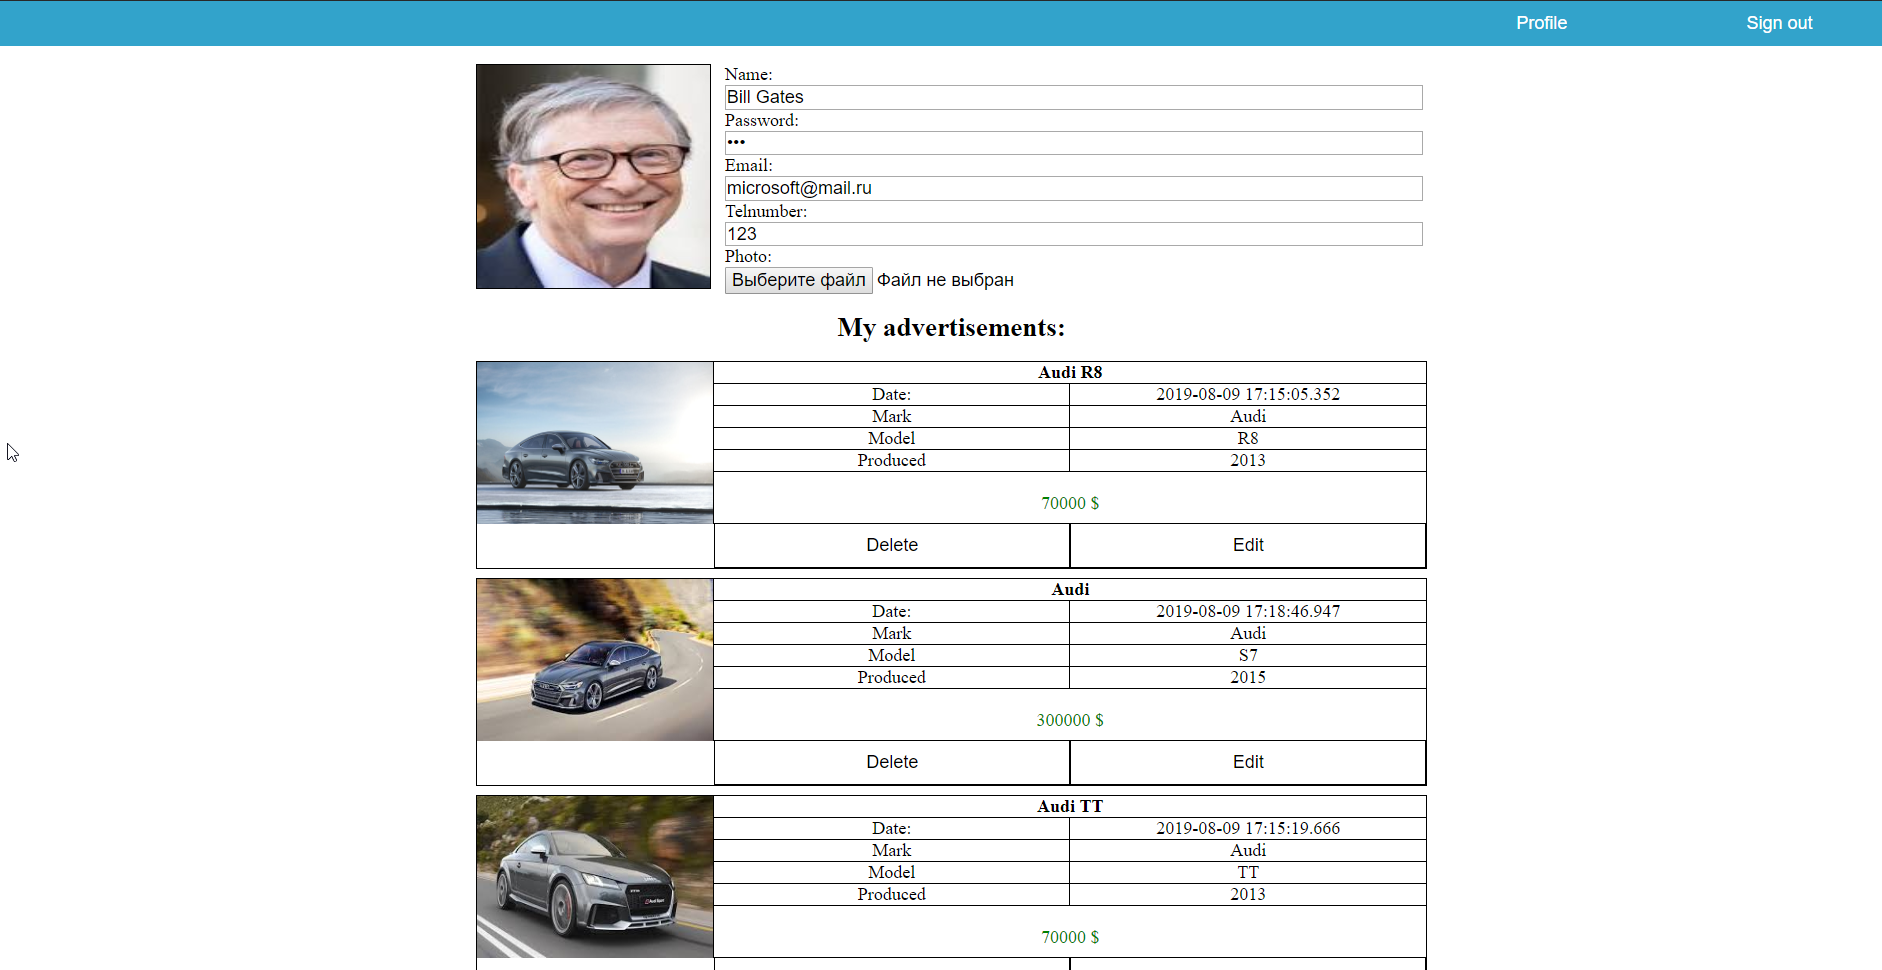 Profile Sign out
Name:
Bill Gates
Password:
•••
Email:
microsoft@mail.ru
Telnumber:
123
Photo:
Выберите файл Файл не выбран
My advertisements:
Audi R8
Date: 2019-08-09 17:15:05.352
Mark Audi
Model R8
Produced 2013
70000 $
Delete Edit
Audi
Date: 2019-08-09 17:18:46.947
Mark Audi
Model S7
Produced 2015
300000 $
Delete Edit
Audi TT
Date: 2019-08-09 17:15:19.666
Mark Audi
Model TT
Produced 2013
70000 $